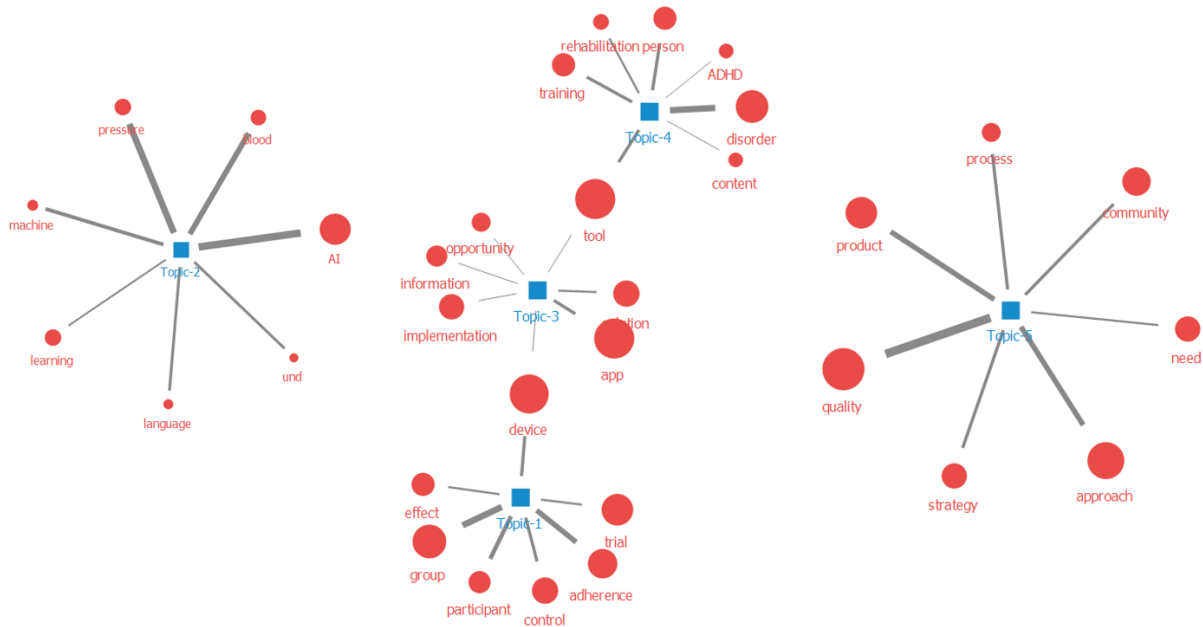 rehabilitation person
ADHD
training
Topic-4
disorder
content
pressure
blood
machine
Topic-2
AI
learning
und
language
tool
opportunity
information
implementation
Topic-3
app
device
effect
Topic-1
group
trial
participant
control
adherence
process
community
product
Topic-5
need
quality
strategy
approach